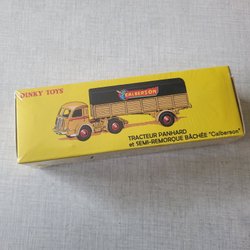 DINKY TOYS
CALBERSON
TRACTEUR PANHARD
et SEMI-REMORQUE BÂCHÉE "Calberson"